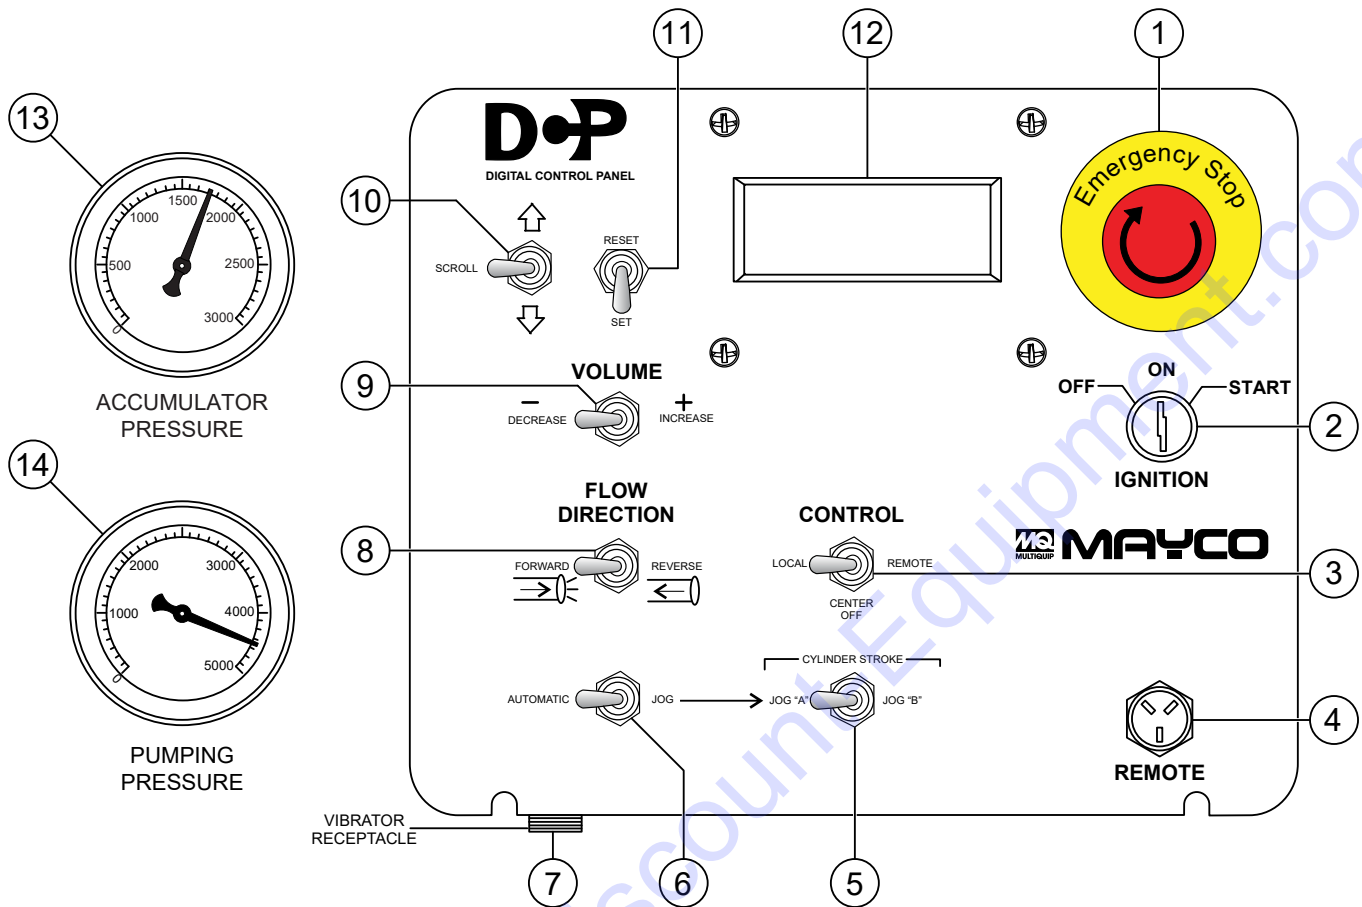 11
12
1
13
10
DCP
DIGITAL CONTROL PANEL
SCROLL
RESET
SET
Emergency Stop
0
500
1000
1500
2000
2500
3000
ACCUMULATOR
PRESSURE
9
VOLUME
−
DECREASE
+
INCREASE
ON
OFF
START
IGNITION
2
14
0
1000
2000
3000
4000
5000
PUMPING
PRESSURE
8
FLOW
DIRECTION
FORWARD
REVERSE
CONTROL
LOCAL
REMOTE
CENTER
OFF
MQ
MULTIQUIP
MAYCO
3
AUTOMATIC
JOG
CYLINDER STROKE
JOG "A"
JOG "B"
REMOTE
4
VIBRATOR
RECEPTACLE
7
6
5
scountEquipment.com